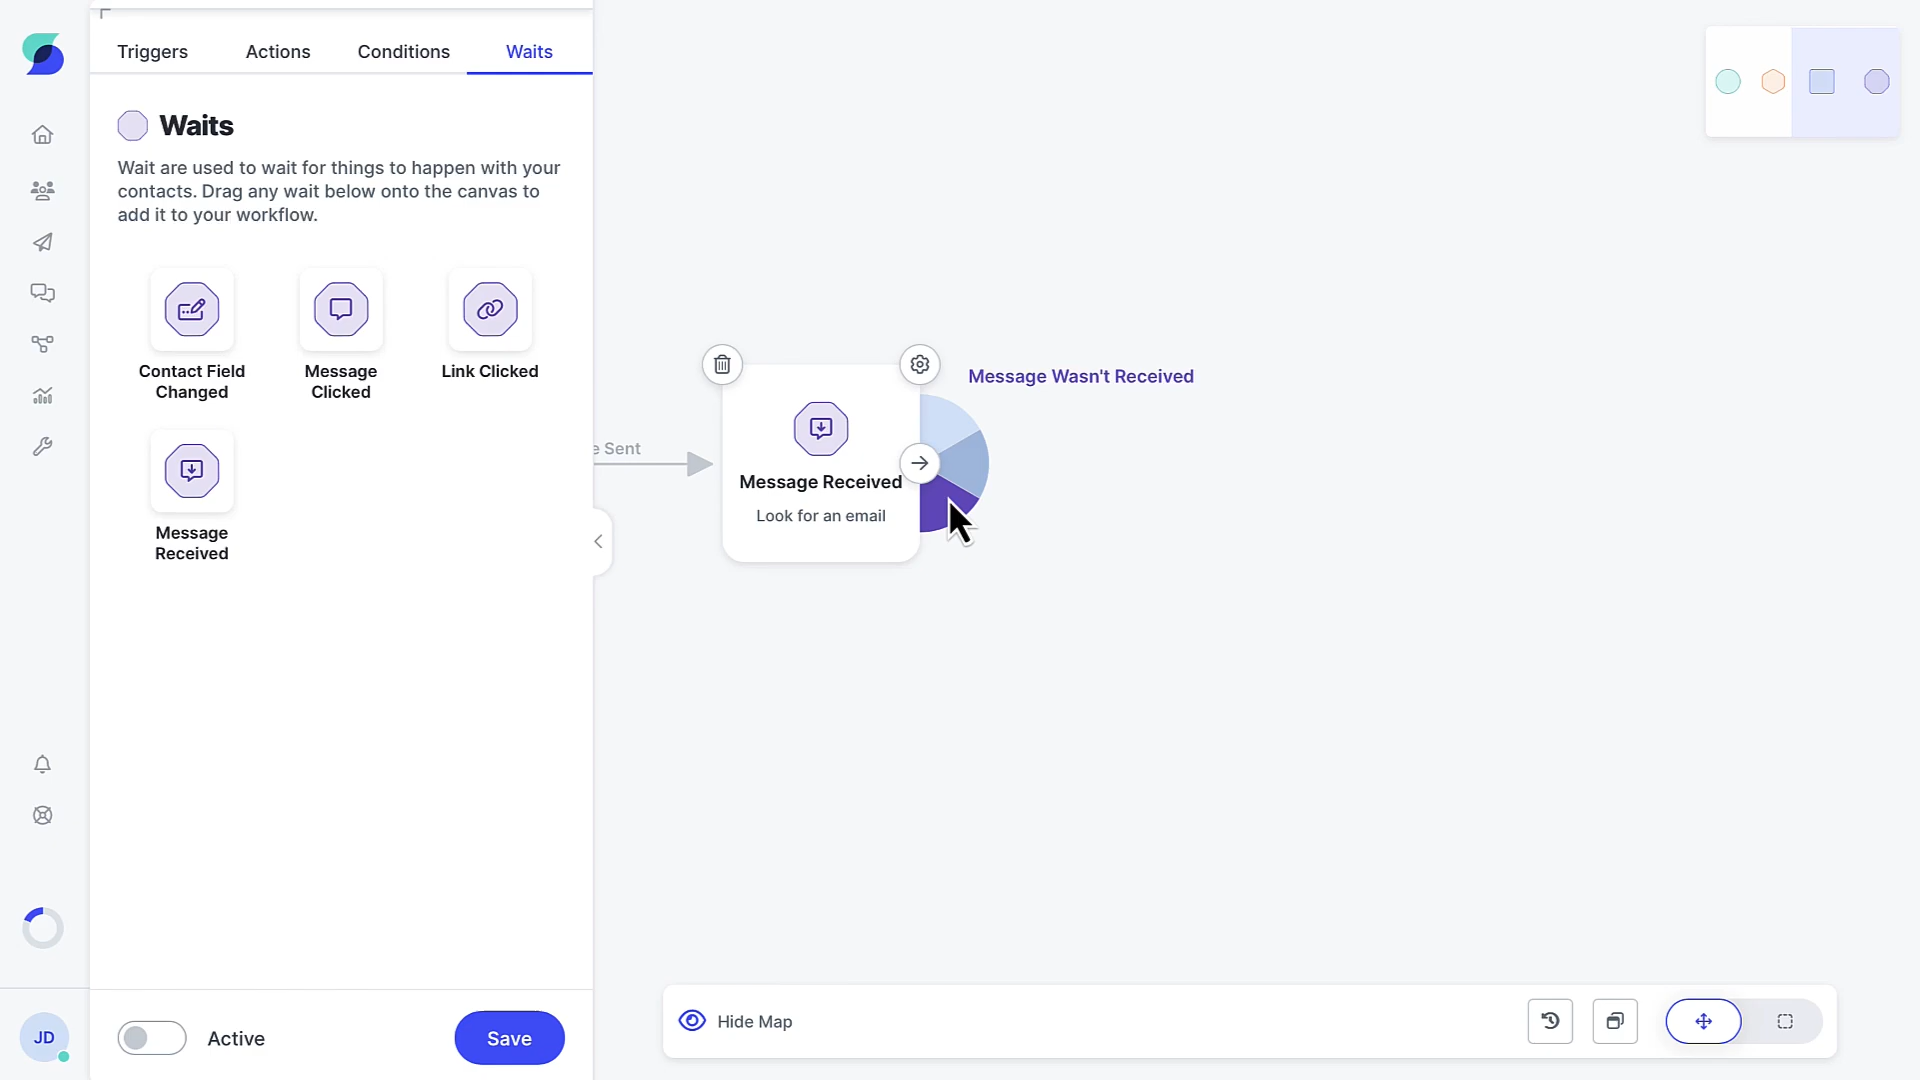 Triggers
Actions
Conditions
Waits
Waits
Wait are used to wait for things to happen with your
contacts. Drag any wait below onto the canvas to
add it to your workflow.
Contact Field
Changed
Message
Clicked
Link Clicked
Message
Received
e Sent
Message Received
Look for an email
Message Wasn't Received
JD
Active
Save
Hide Map